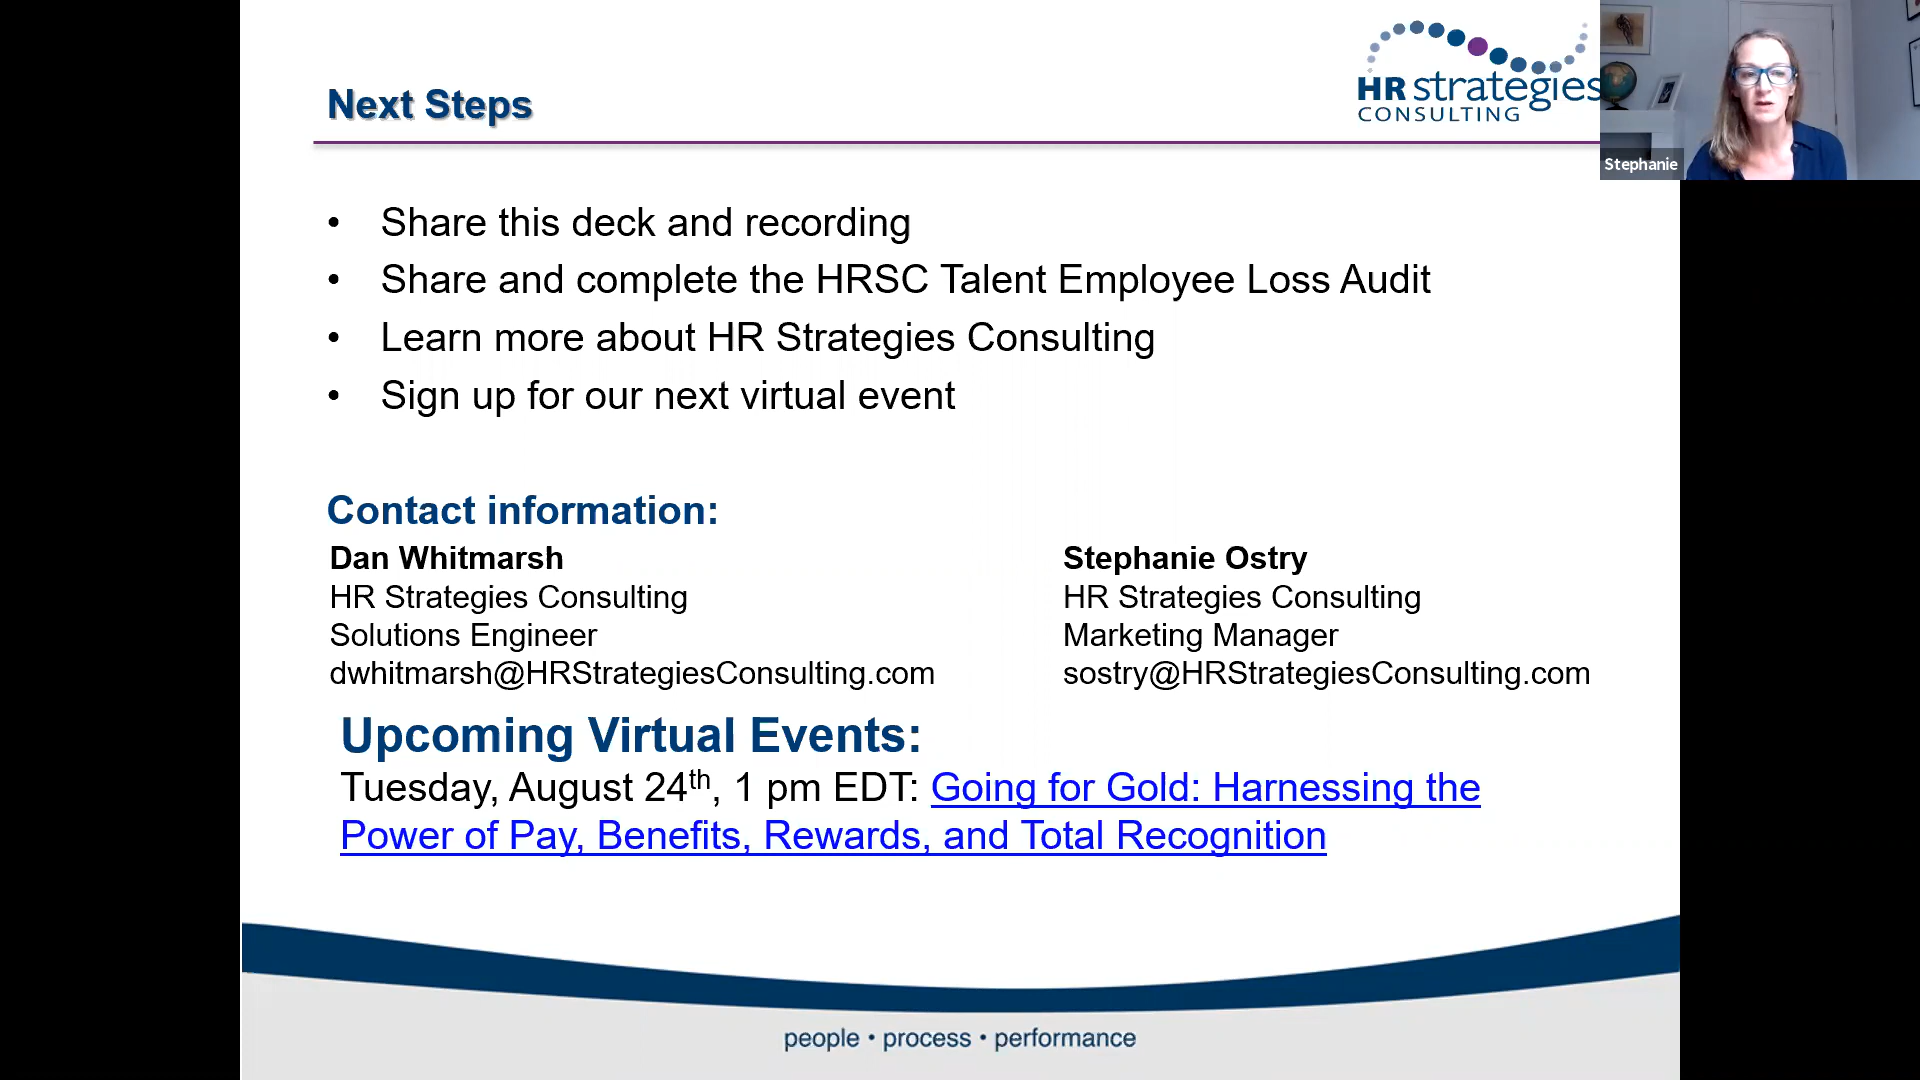 HR strategies
CONSULTING
Next Steps
Stephanie
• Share this deck and recording
• Share and complete the HRSC Talent Employee Loss Audit
• Learn more about HR Strategies Consulting
• Sign up for our next virtual event
Contact information:
Dan Whitmarsh
HR Strategies Consulting
Solutions Engineer
dwhitmarsh@HRStrategiesConsulting.com
Stephanie Ostry
HR Strategies Consulting
Marketing Manager
sostry@HRStrategiesConsulting.com
Upcoming Virtual Events:
Tuesday, August 24th, 1 pm EDT: Going for Gold: Harnessing the
Power of Pay, Benefits, Rewards, and Total Recognition
people • process • performance